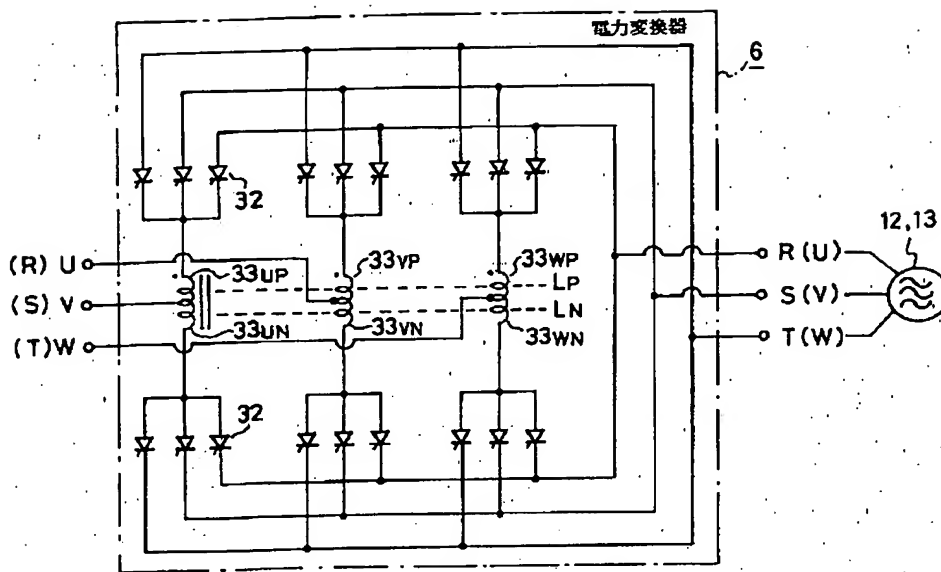 電力変換器
6
32
12,13
(R) U
33UP
33VP
33WP
R (U)
LP
(S) V
S (V)
LN
33UN
33VN
33WN
(T) W
T (W)
32